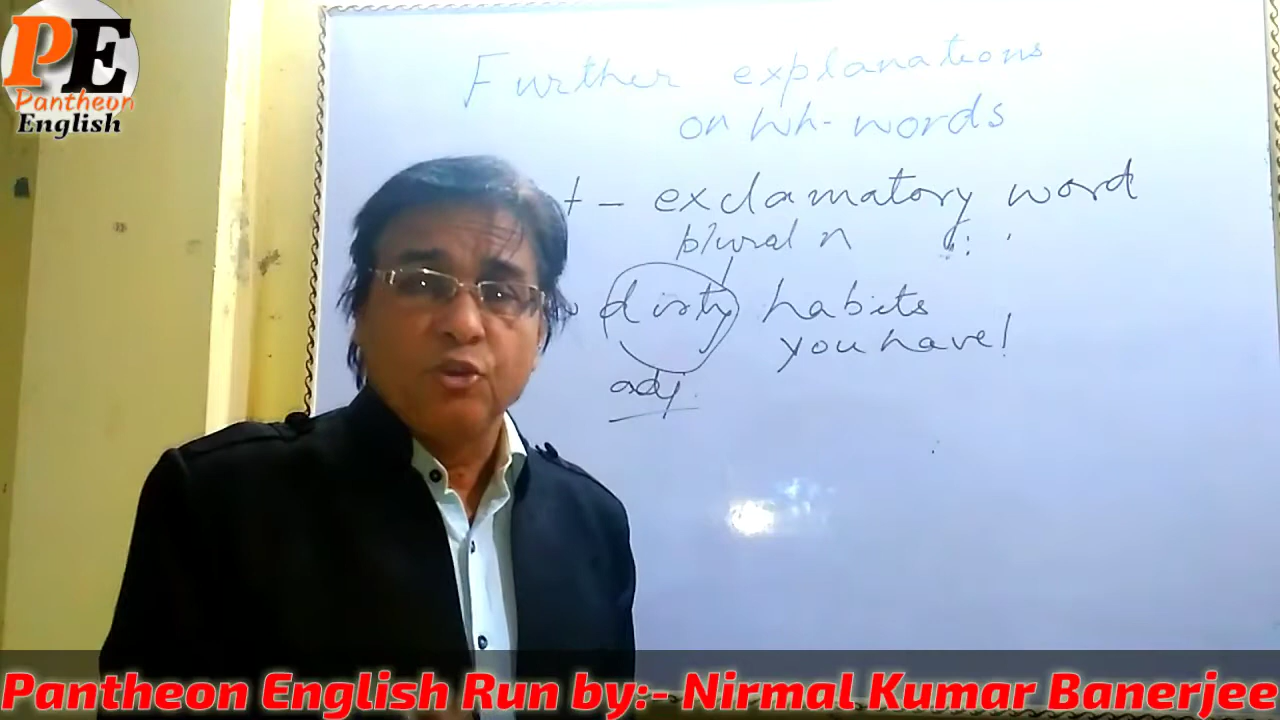 PE
Pantheon
English
Further explanations
on Wh-words
t - exclamatory word
plural n
dirty habits
you have!
adj.
Pantheon English Run by:- Nirmal Kumar Banerjee